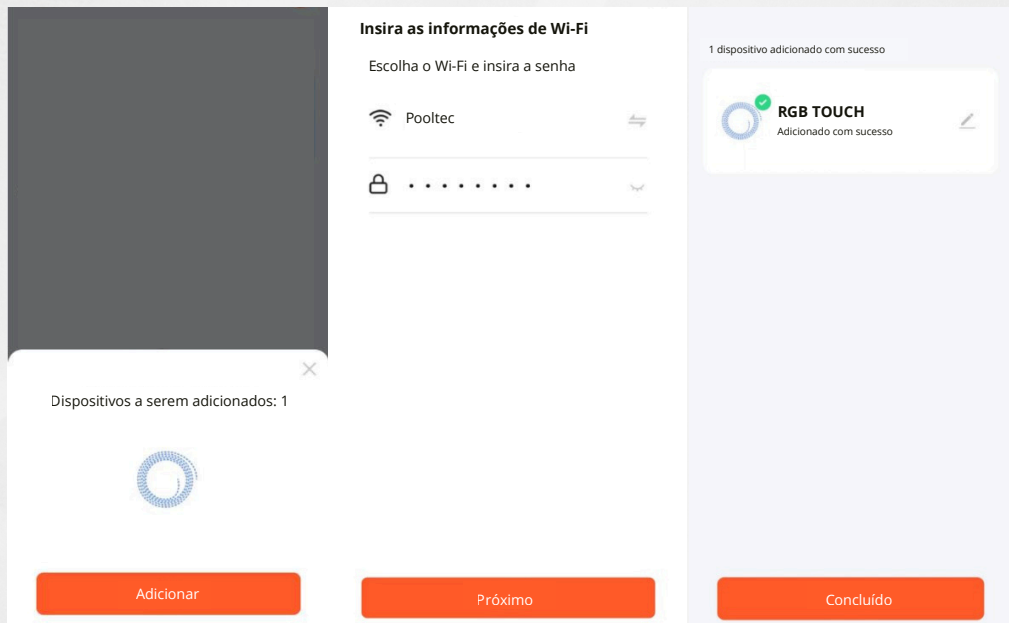 Dispositivos a serem adicionados: 1
Adicionar
Insira as informações de Wi-Fi
Escolha o Wi-Fi e insira a senha
Pooltec
• • • • • • • •
Próximo
1 dispositivo adicionado com sucesso
RGB TOUCH
Adicionado com sucesso
Concluído